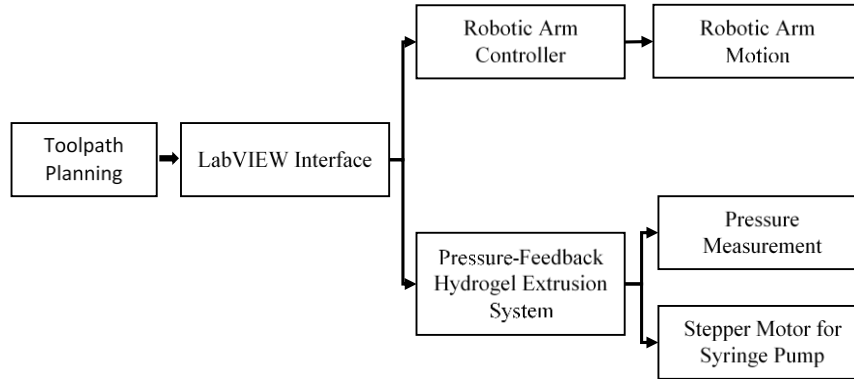 Toolpath
Planning
LabVIEW Interface
Robotic Arm
Controller
Robotic Arm
Motion
Pressure-Feedback
Hydrogel Extrusion
System
Pressure
Measurement
Stepper Motor for
Syringe Pump